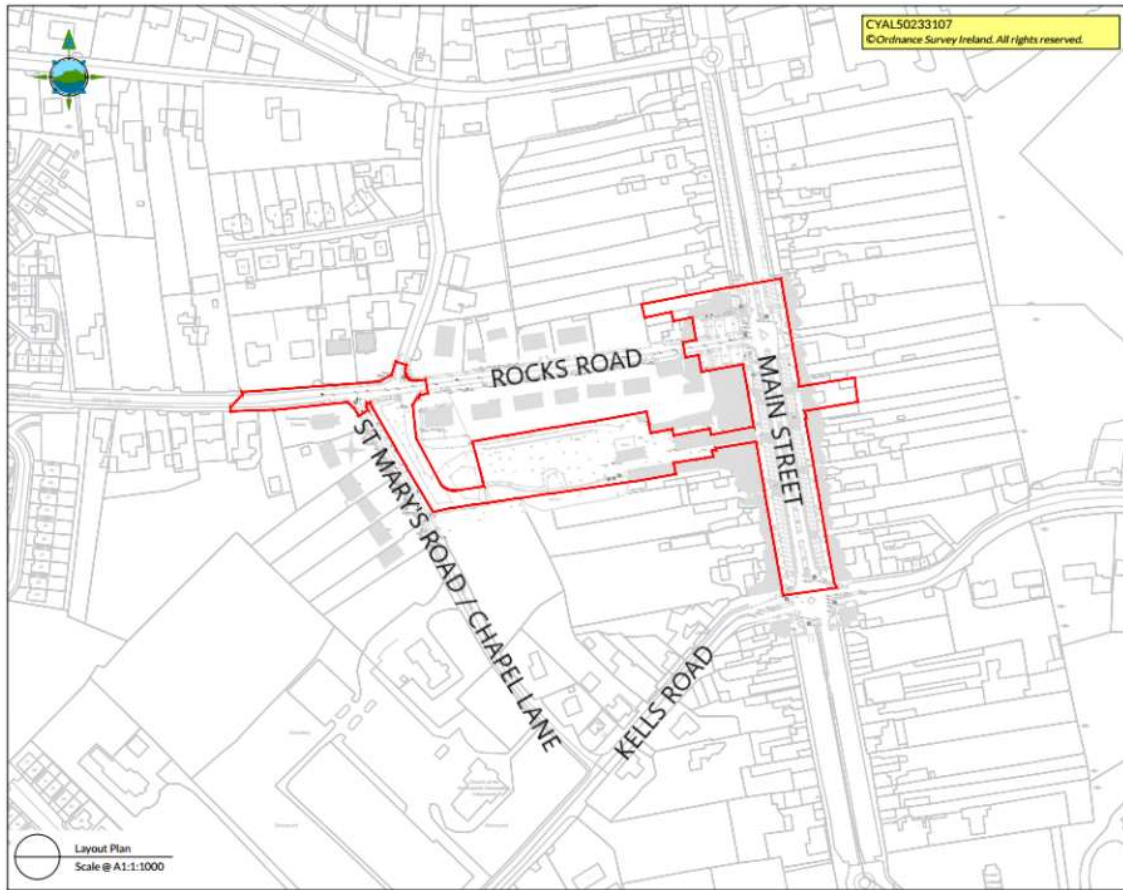 CYAL50233107
©Ordnance Survey Ireland. All rights reserved.
ROCKS ROAD
MAIN STREET
ST MARY'S ROAD / CHAPEL LANE
KELLS ROAD
Layout Plan
Scale @ A1:1:1000